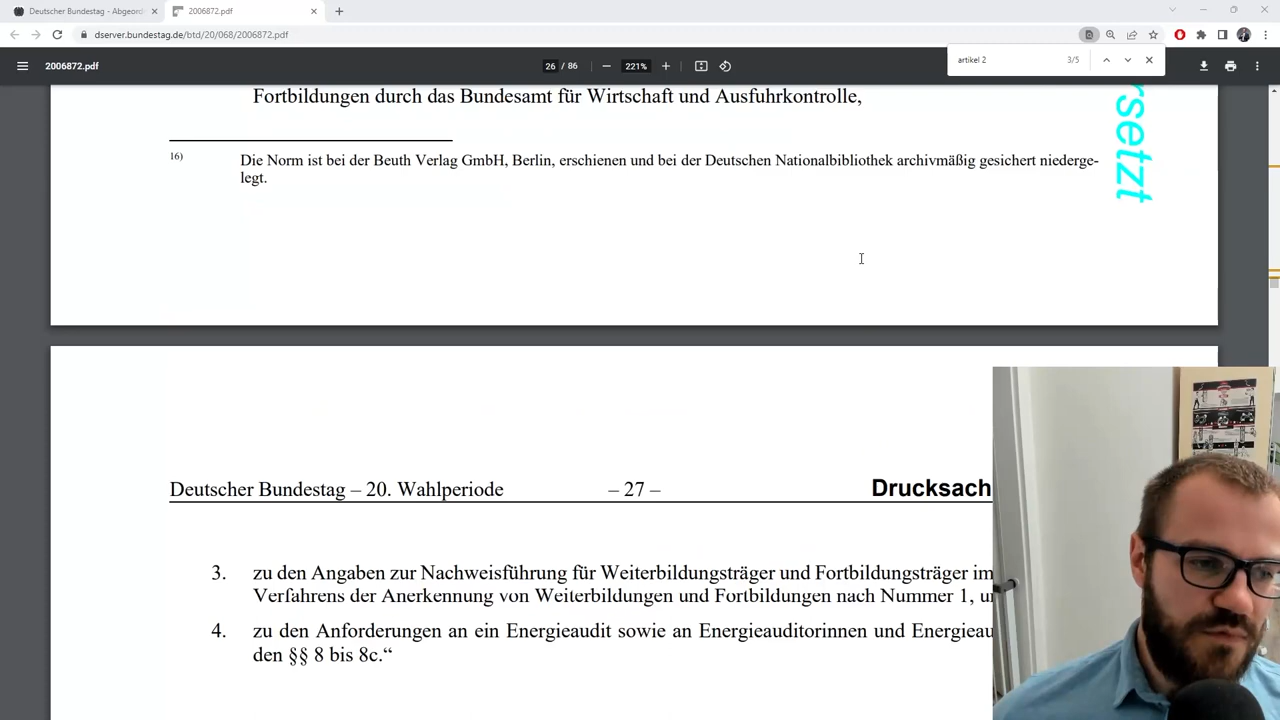 Deutscher Bundestag - Abgeord
2006872.pdf
dserver.bundestag.de/btd/20/068/2006872.pdf
artikel 2
3/5
2006872.pdf
26 / 86
221%
Fortbildungen durch das Bundesamt für Wirtschaft und Ausfuhrkontrolle,
rsetzt
16)
Die Norm ist bei der Beuth Verlag GmbH, Berlin, erschienen und bei der Deutschen Nationalbibliothek archivmäßig gesichert niederge-
legt.
Deutscher Bundestag – 20. Wahlperiode
– 27 –
Drucksach
3. zu den Angaben zur Nachweisführung für Weiterbildungsträger und Fortbildungsträger im
Verfahrens der Anerkennung von Weiterbildungen und Fortbildungen nach Nummer 1, u
4. zu den Anforderungen an ein Energieaudit sowie an Energieauditorinnen und Energieau
den §§ 8 bis 8c.“